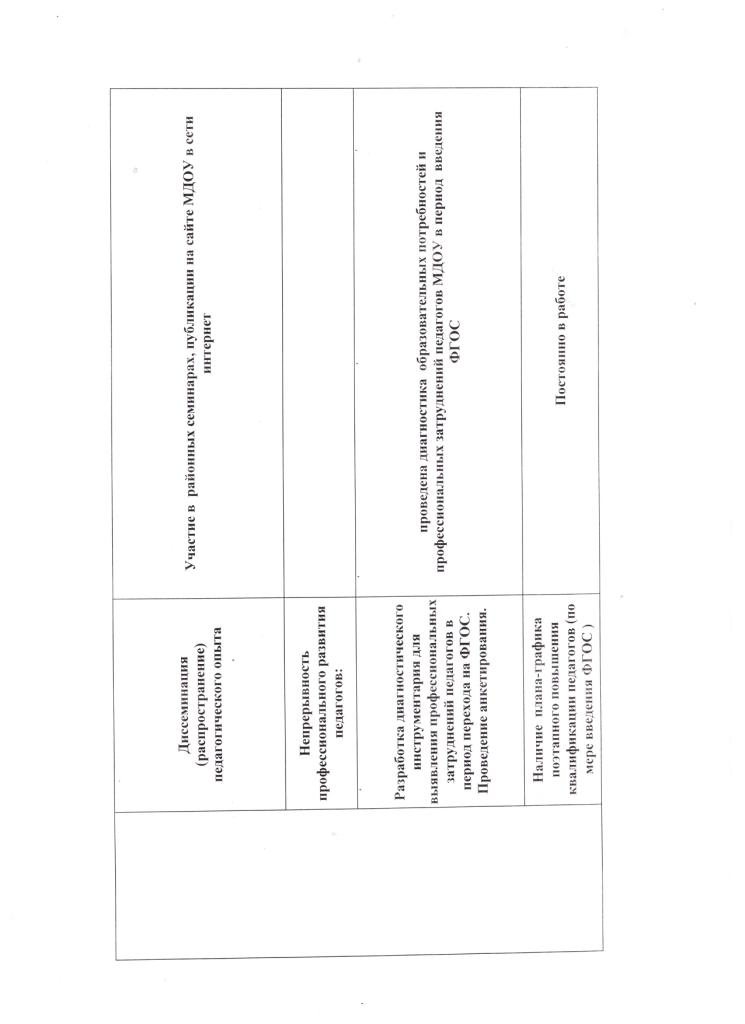 Диссеминация
(распространение)
педагогического опыта
Участие в районных семинарах, публикации на сайте МДОУ в сети
интернет
Непрерывность
профессионального развития
педагогов:
Разработка диагностического
инструментария для
выявления профессиональных
затруднений педагогов в
период перехода на ФГОС.
Проведение анкетирования.
проведена диагностика образовательных потребностей и
профессиональных затруднений педагогов МДОУ в период введения
ФГОС
Наличие плана-графика
поэтапного повышения
квалификации педагогов (по
мере введения ФГОС )
Постоянно в работе